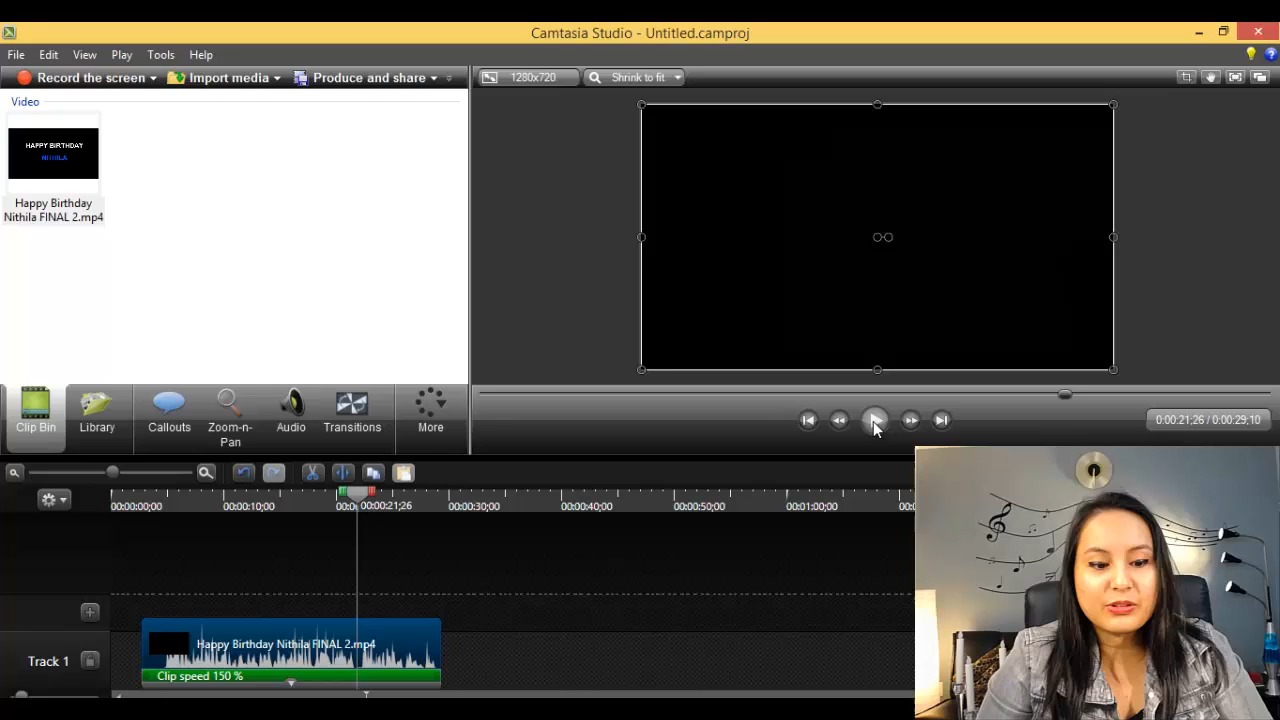 Camtasia Studio - Untitled.camproj
File Edit View Play Tools Help
Record the screen Import media Produce and share
1280x720 Shrink to fit
Video
HAPPY BIRTHDAY
NITHILA
Happy Birthday
Nithila FINAL 2.mp4
Clip Bin Library Callouts Zoom-n-Pan Audio Transitions More
0:00:21;26 / 0:00:29;10
00:00:00;00 00:00:10;00 00:00:21;26 00:00:30;00 00:00:40;00 00:00:50;00 00:01:00;00
Happy Birthday Nithila FINAL 2.mp4
Track 1
Clip speed 150 %